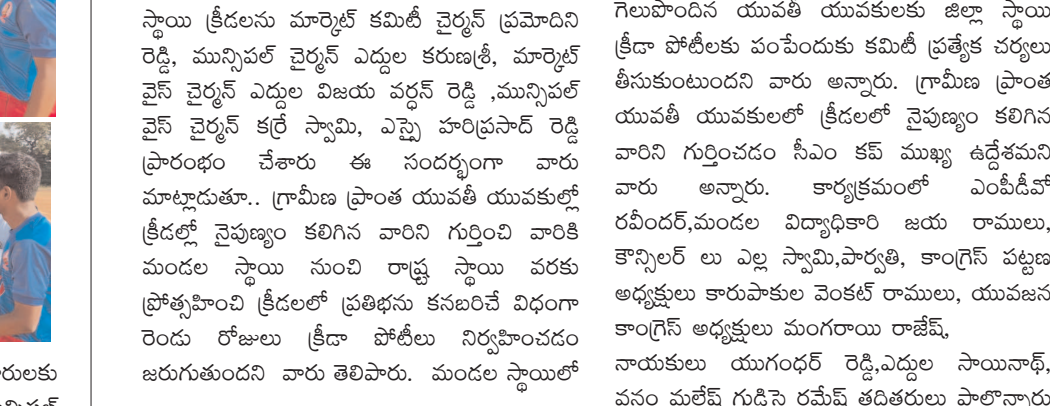 స్థాయి క్రీడలను మార్కెట్ కమిటీ చైర్మన్ ప్రమోదిని
రెడ్డి, మున్సిపల్ చైర్మన్ ఎద్దుల కరుణశ్రీ, మార్కెట్
వైస్ చైర్మన్ ఎద్దుల విజయ వర్ధన్ రెడ్డి ,మున్సిపల్
వైస్ చైర్మన్ కర్రే స్వామి, ఎస్సై హరిప్రసాద్ రెడ్డి
ప్రారంభం చేశారు ఈ సందర్భంగా వారు
మాట్లాడుతూ.. గ్రామీణ ప్రాంత యువతీ యువకుల్లో
క్రీడల్లో నైపుణ్యం కలిగిన వారిని గుర్తించి వారికి
మండల స్థాయి నుంచి రాష్ట్ర స్థాయి వరకు
ప్రోత్సహించి క్రీడలలో ప్రతిభను కనబరిచే విధంగా
రెండు రోజులు క్రీడా పోటీలు నిర్వహించడం
జరుగుతుందని వారు తెలిపారు. మండల స్థాయిలో
గెలుపొందిన యువతీ యువకులకు జిల్లా స్థాయి
క్రీడా పోటీలకు పంపేందుకు కమిటీ ప్రత్యేక చర్యలు
తీసుకుంటుందని వారు అన్నారు. గ్రామీణ ప్రాంత
యువతీ యువకులలో క్రీడలలో నైపుణ్యం కలిగిన
వారిని గుర్తించడం సీఎం కప్ ముఖ్య ఉద్దేశమని
వారు అన్నారు. కార్యక్రమంలో ఎంపీడీవో
రవీందర్,మండల విద్యాధికారి జయ రాములు,
కౌన్సిలర్ లు ఎల్ల స్వామి,పార్వతి, కాంగ్రెస్ పట్టణ
అధ్యక్షులు కారుపాకుల వెంకట్ రాములు, యువజన
కాంగ్రెస్ అధ్యక్షులు మంగరాయి రాజేష్,
నాయకులు యుగంధర్ రెడ్డి,ఎద్దుల సాయినాథ్,
వనం మల్లేష్ గుడిసె రమేష్ తదితరులు పాల్గొన్నారు